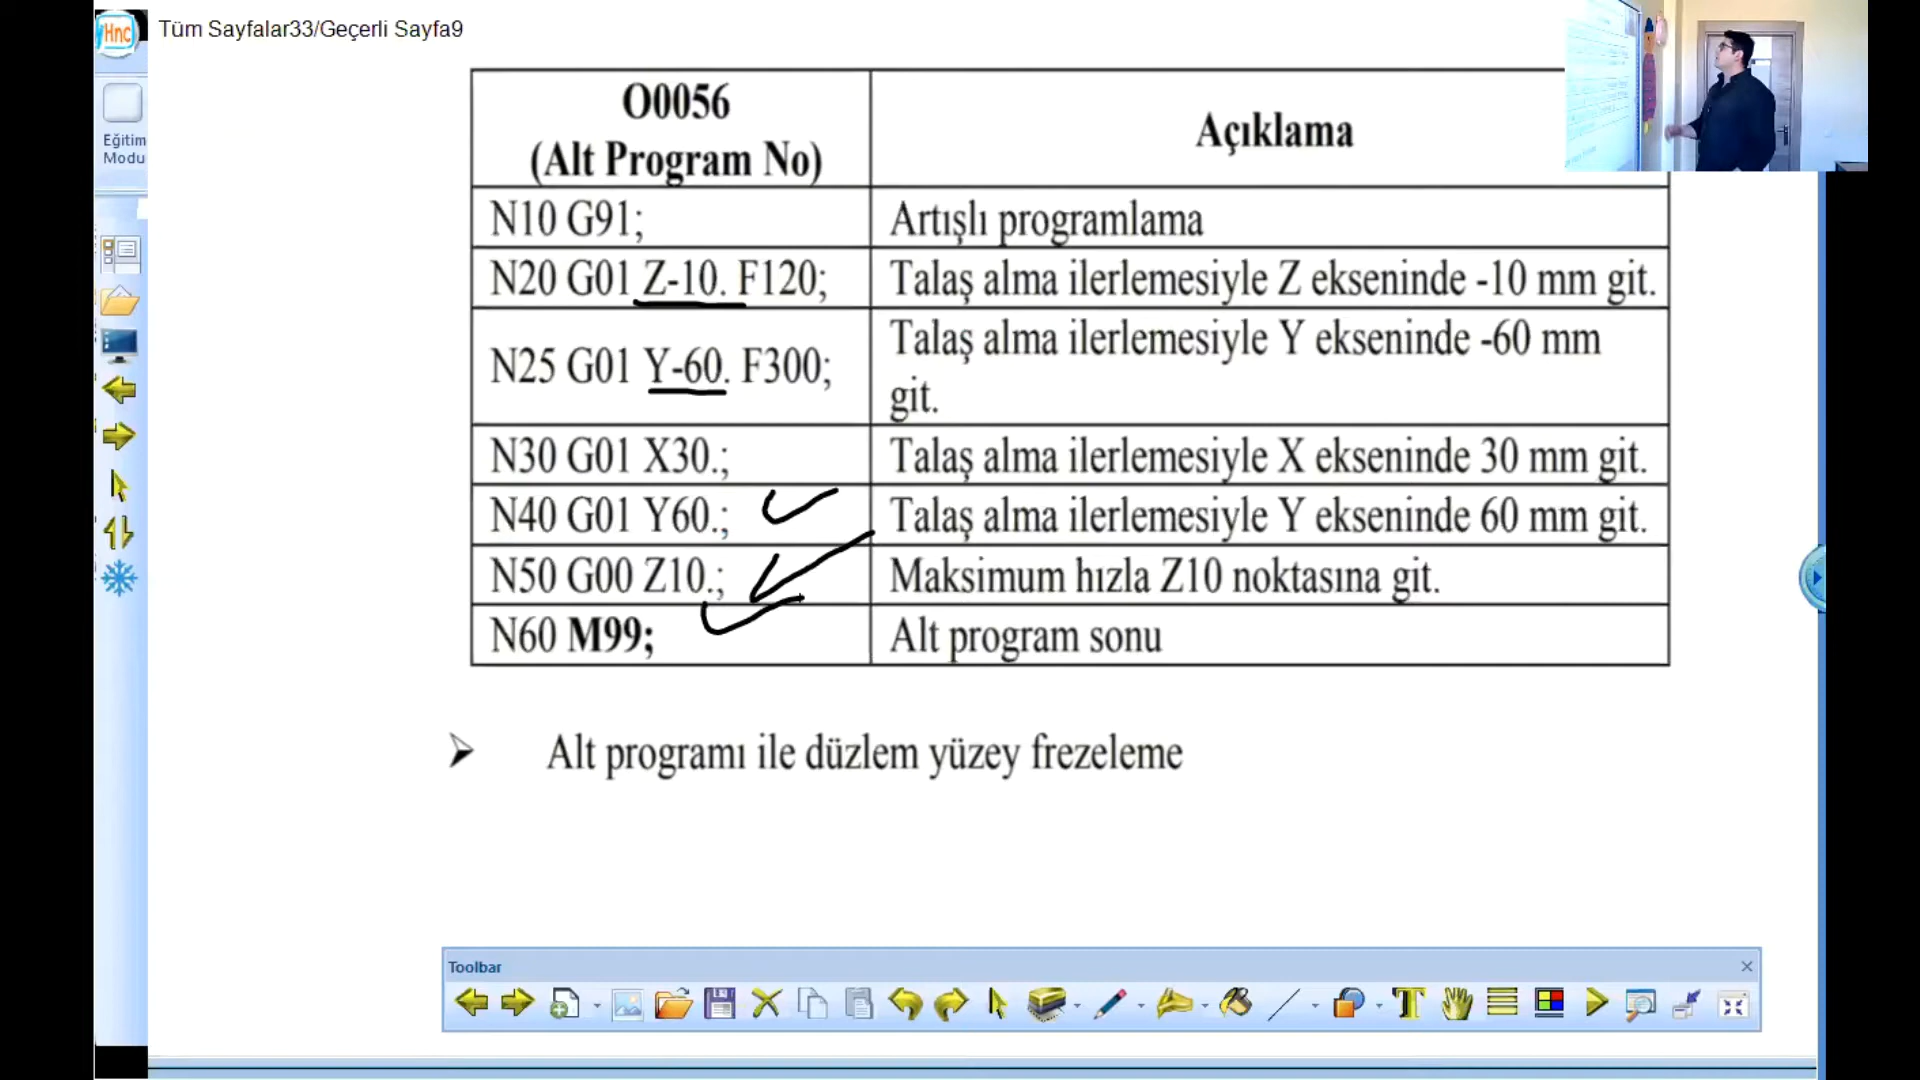 Hnc
Tüm Sayfalar33/Geçerli Sayfa9
Eğitim
Modu
O0056
(Alt Program No)
Açıklama
N10 G91;
Artışlı programlama
N20 G01 Z-10. F120;
Talaş alma ilerlemesiyle Z ekseninde -10 mm git.
N25 G01 Y-60. F300;
Talaş alma ilerlemesiyle Y ekseninde -60 mm
git.
N30 G01 X30.;
Talaş alma ilerlemesiyle X ekseninde 30 mm git.
N40 G01 Y60.;
Talaş alma ilerlemesiyle Y ekseninde 60 mm git.
N50 G00 Z10.;
Maksimum hızla Z10 noktasına git.
N60 M99;
Alt program sonu
Alt programı ile düzlem yüzey frezeleme
Toolbar